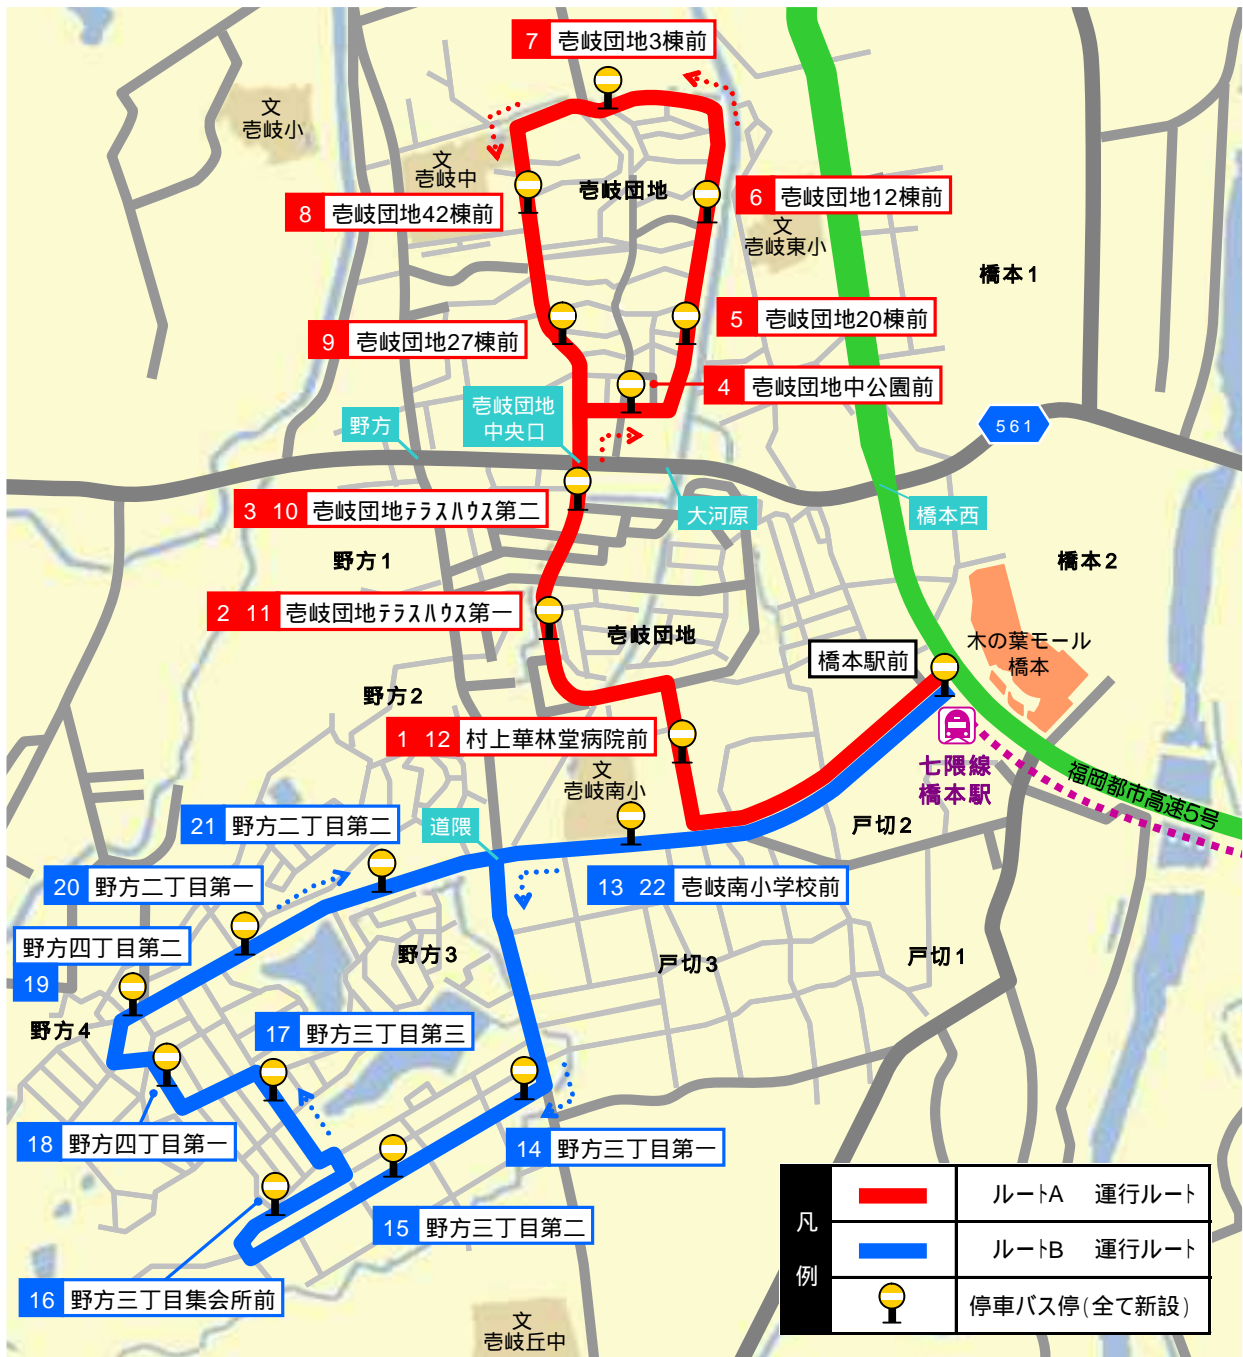 7 壱岐団地3棟前
文
壱岐小
文
壱岐中
壱岐団地
6 壱岐団地12棟前
8 壱岐団地42棟前
文
壱岐東小
橋本1
5 壱岐団地20棟前
9 壱岐団地27棟前
4 壱岐団地中公園前
壱岐団地
中央口
野方
561
3 10 壱岐団地テラスハウス第二
大河原
橋本西
野方1
橋本2
2 11 壱岐団地テラスハウス第一
壱岐団地
橋本駅前
木の葉モール
橋本
野方2
1 12 村上華林堂病院前
七隈線
橋本駅
福岡都市高速5号
文
壱岐南小
21 野方二丁目第二
道隈
戸切2
20 野方二丁目第一
13 22 壱岐南小学校前
野方四丁目第二
19
野方3
戸切3
戸切1
野方4
17 野方三丁目第三
18 野方四丁目第一
14 野方三丁目第一
15 野方三丁目第二
16 野方三丁目集会所前
文
壱岐丘中
凡例
ルートA 運行ルート
ルートB 運行ルート
停車バス停(全て新設)